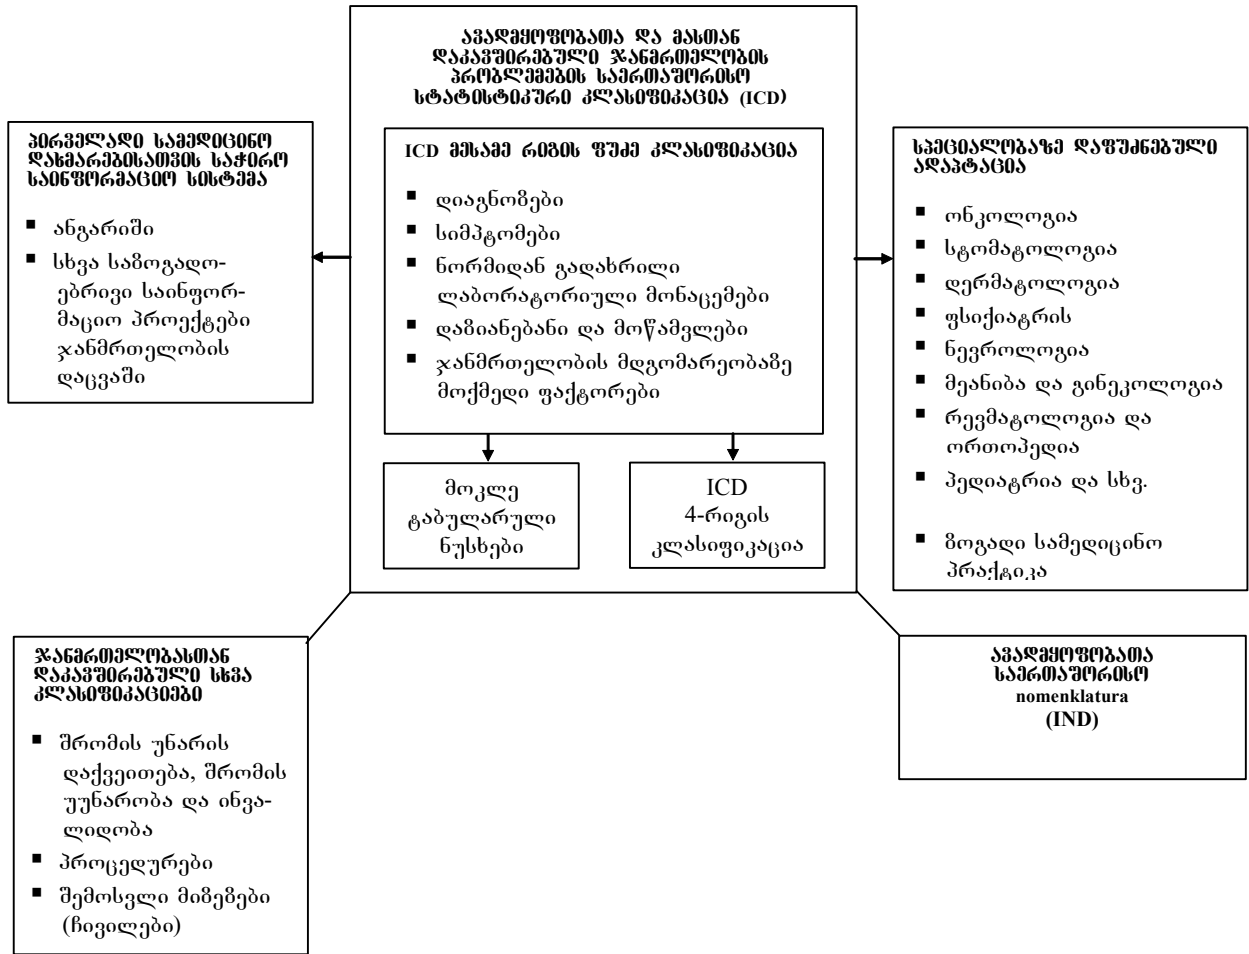 ავადმყოფობათა და მასთან
დაკავშირებული ჯანმრთელობის
პრობლემების საერთაშორისო
სტატისტიკური კლასიფიკაცია (ICD)
პირველადი სამედიცინო
დახმარებისათვის საჭირო
საინფორმაციო სისტემა
■ ანგარიში
■ სხვა საზოგადო-
ებრივი საინფორ-
მაციო პროექტები
ჯანმრთელობის
დაცვაში
ICD მესამე რიგის ფუძე კლასიფიკაცია
■ დიაგნოზები
■ სიმპტომები
■ ნორმიდან გადახრილი
ლაბორატორიული მონაცემები
■ დაზიანებანი და მოწამვლები
■ ჯანმრთელობის მდგომარეობაზე
მოქმედი ფაქტორები
მოკლე
ტაბულარული
ნუსხები
ICD
4-რიგის
კლასიფიკაცია
სპეციალობაზე დაფუძნებული
ადაპტაცია
■ ონკოლოგია
■ სტომატოლოგია
■ დერმატოლოგია
■ ფსიქიატრის
■ ნევროლოგია
■ მეანიბა და გინეკოლოგია
■ რევმატოლოგია და
ორთოპედია
■ პედიატრია და სხვ.
■ ზოგადი სამედიცინო
პრაქტიკა
ჯანმრთელობასთან
დაკავშირებული სხვა
კლასიფიკაციები
■ შრომის უნარის
დაქვეითება, შრომის
უუნარობა და ინვა-
ლიდობა
■ პროცედურები
■ შემოსვლი მიზეზები
(ჩივილები)
ავადმყოფობათა
საერთაშორისო
nomenklatura
(IND)